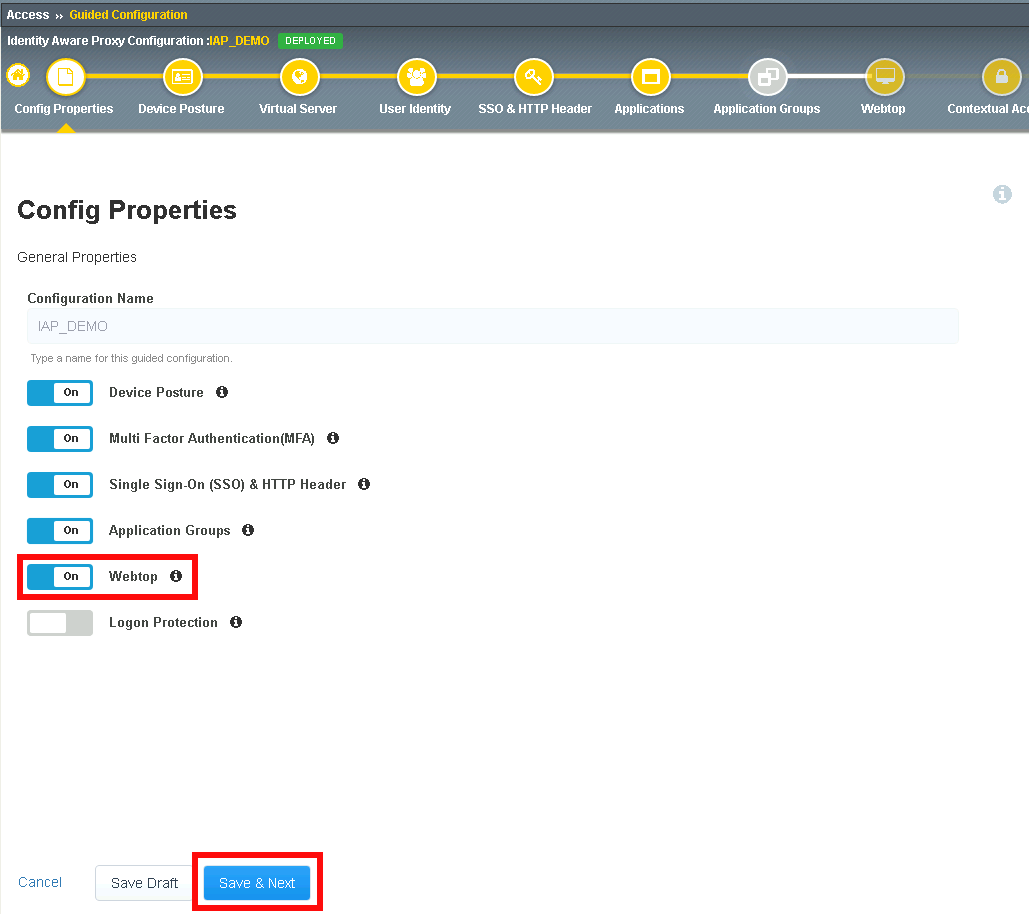 Access ›› Guided Configuration
Identity Aware Proxy Configuration :IAP_DEMO DEPLOYED
Config Properties Device Posture Virtual Server User Identity SSO & HTTP Header Applications Application Groups Webtop Contextual Acc
Config Properties
General Properties
Configuration Name
IAP_DEMO
Type a name for this guided configuration.
On Device Posture
On Multi Factor Authentication(MFA)
On Single Sign-On (SSO) & HTTP Header
On Application Groups
On Webtop
Logon Protection
Cancel Save Draft Save & Next